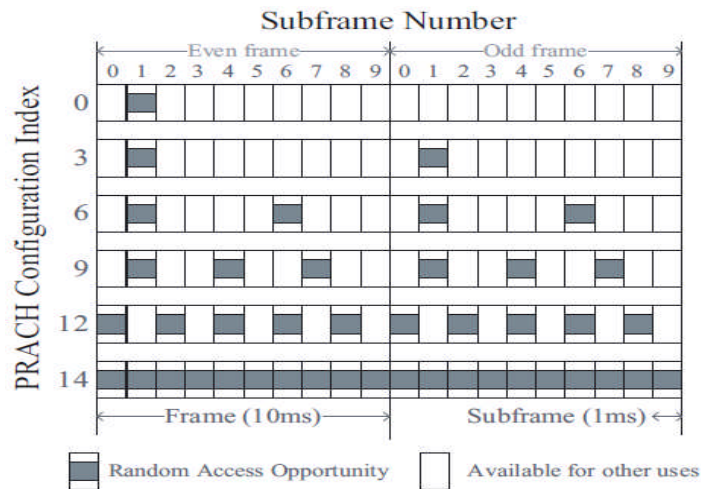 Subframe Number
Even frame Odd frame
0 1 2 3 4 5 6 7 8 9 0 1 2 3 4 5 6 7 8 9
PRACH Configuration Index
0
3
6
9
12
14
Frame (10ms) Subframe (1ms)
Random Access Opportunity Available for other uses